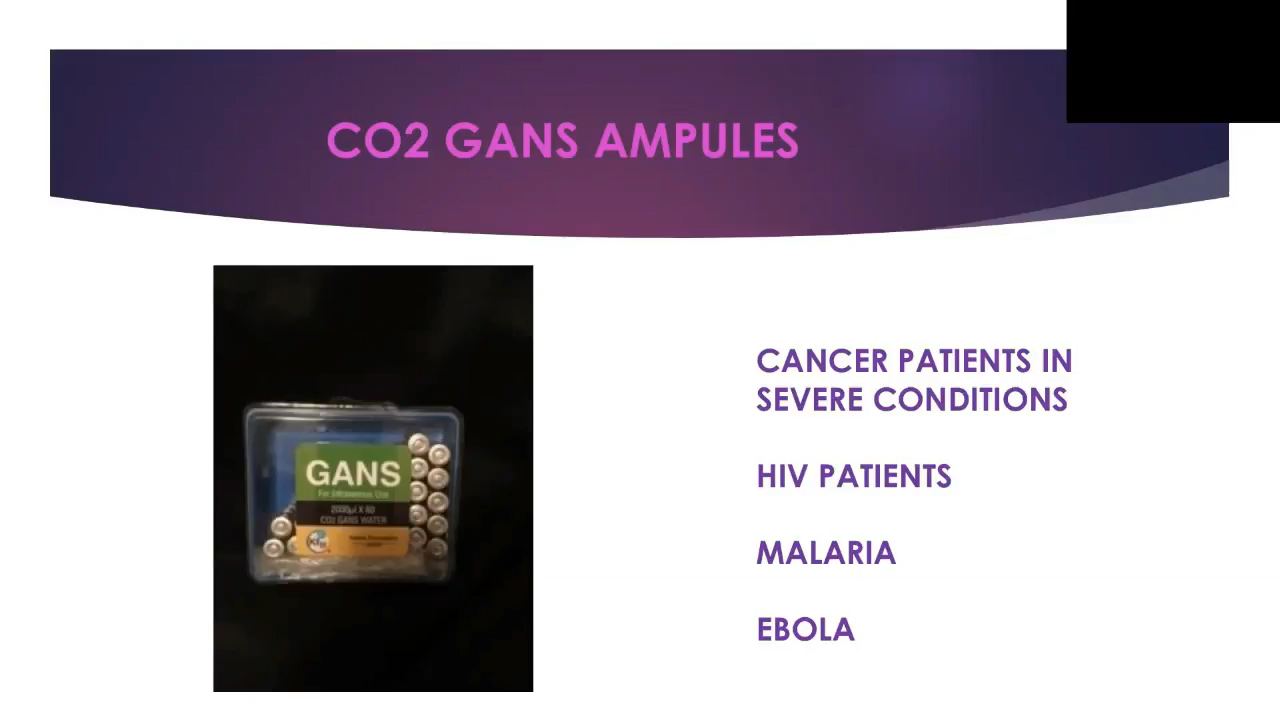 CO2 GANS AMPULES
CANCER PATIENTS IN
SEVERE CONDITIONS
HIV PATIENTS
MALARIA
EBOLA
GANS
For Intravenous Use
2000µl X 60
CO2 GANS WATER